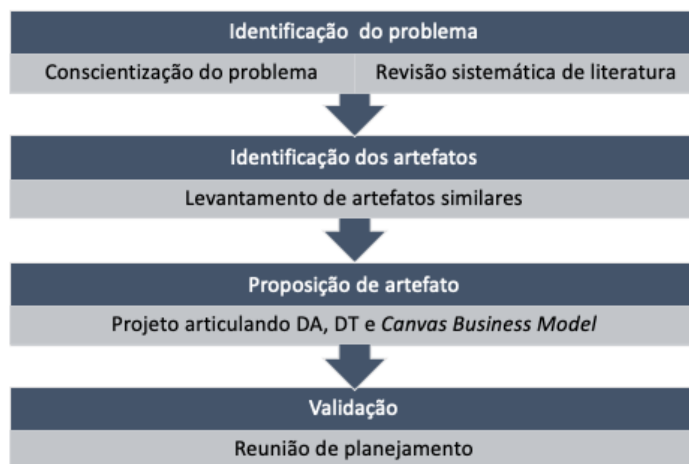 Identificação do problema
Conscientização do problema
Revisão sistemática de literatura
Identificação dos artefatos
Levantamento de artefatos similares
Proposição de artefato
Projeto articulando DA, DT e Canvas Business Model
Validação
Reunião de planejamento